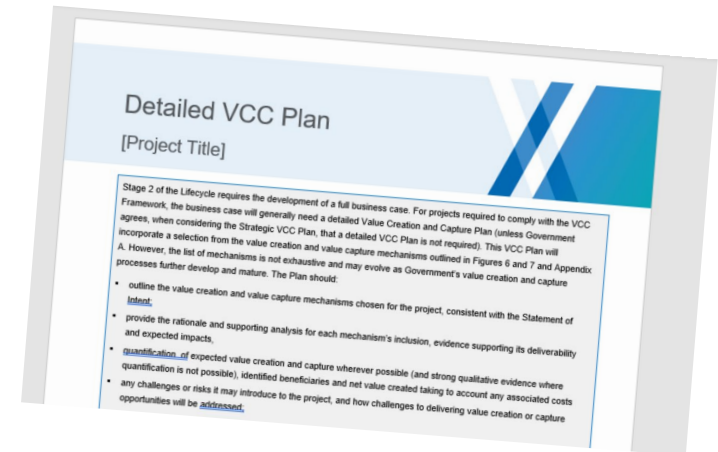 Detailed VCC Plan
[Project Title]
Stage 2 of the Lifecycle requires the development of a full business case. For projects required to comply with the VCC
Framework, the business case will generally need a detailed Value Creation and Capture Plan (unless Government
agrees, when considering the Strategic VCC Plan, that a detailed VCC Plan is not required). This VCC Plan will
incorporate a selection from the value creation and value capture mechanisms outlined in Figures 6 and 7 and Appendix
A. However, the list of mechanisms is not exhaustive and may evolve as Government's value creation and capture
processes further develop and mature. The Plan should:
• outline the value creation and value capture mechanisms chosen for the project, consistent with the Statement of
Intent;
• provide the rationale and supporting analysis for each mechanism's inclusion, evidence supporting its deliverability
and expected impacts,
• quantification of expected value creation and capture wherever possible (and strong qualitative evidence where
quantification is not possible), identified beneficiaries and net value created taking to account any associated costs
• any challenges or risks it may introduce to the project, and how challenges to delivering value creation or capture
opportunities will be addressed;